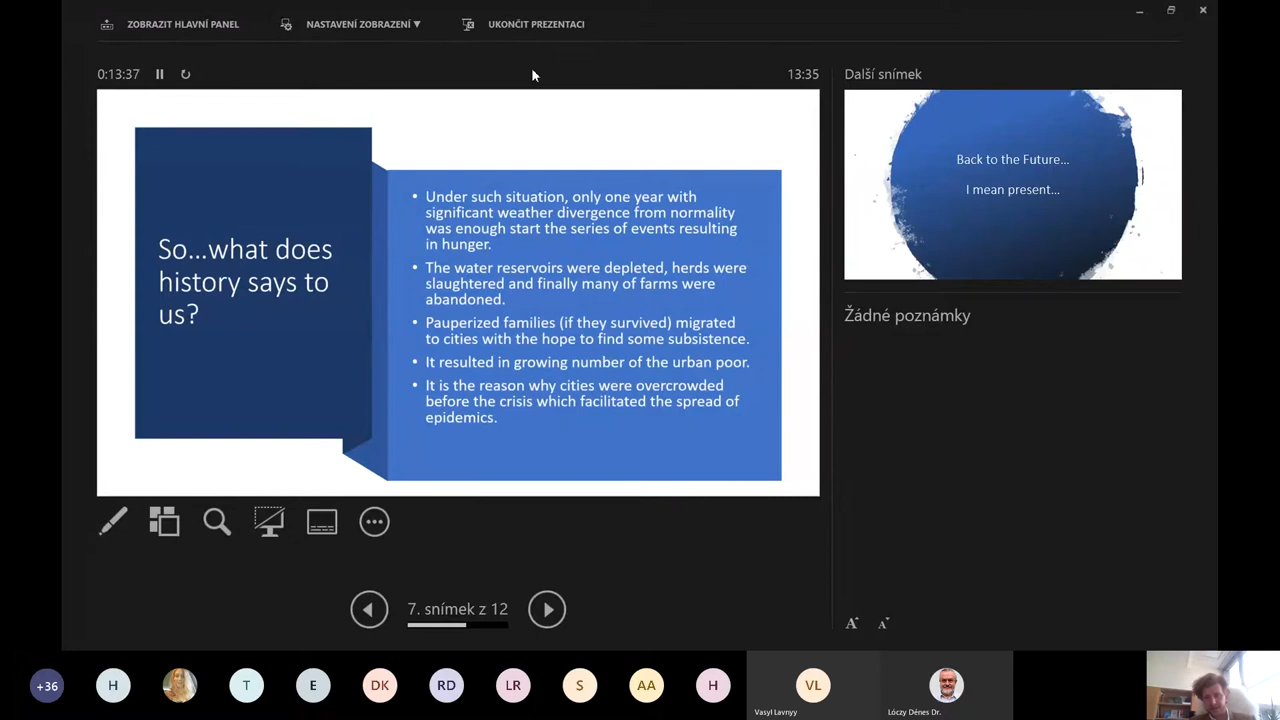 ZOBRAZIT HLAVNÍ PANEL
NASTAVENÍ ZOBRAZENÍ ▼
UKONČIT PREZENTACI
0:13:37
13:35
Další snímek
So...what does
history says to
us?
• Under such situation, only one year with
significant weather divergence from normality
was enough start the series of events resulting
in hunger.
• The water reservoirs were depleted, herds were
slaughtered and finally many of farms were
abandoned.
• Pauperized families (if they survived) migrated
to cities with the hope to find some subsistence.
• It resulted in growing number of the urban poor.
• It is the reason why cities were overcrowded
before the crisis which facilitated the spread of
epidemics.
Back to the Future...
I mean present...
Žádné poznámky
7. snímek z 12
A A
+36
H
T
E
DK
RD
LR
S
AA
H
VL
Vasyl Lavnyy
Lóczy Dénes Dr.